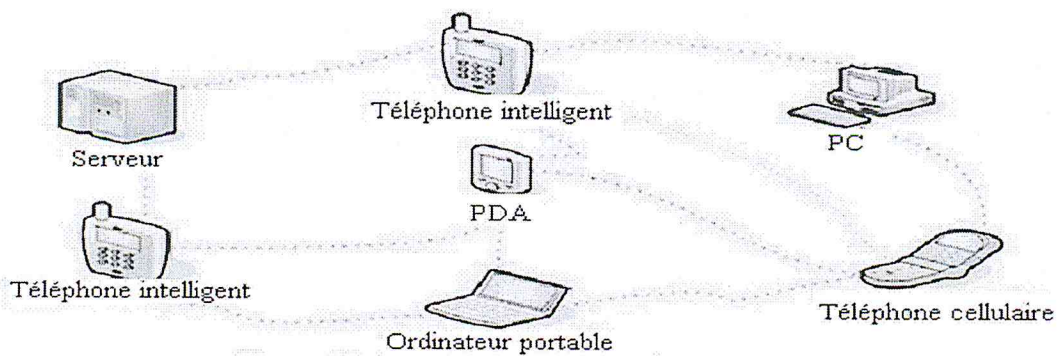 Téléphone intelligent
Serveur
PC
PDA
Téléphone intelligent
Téléphone cellulaire
Ordinateur portable